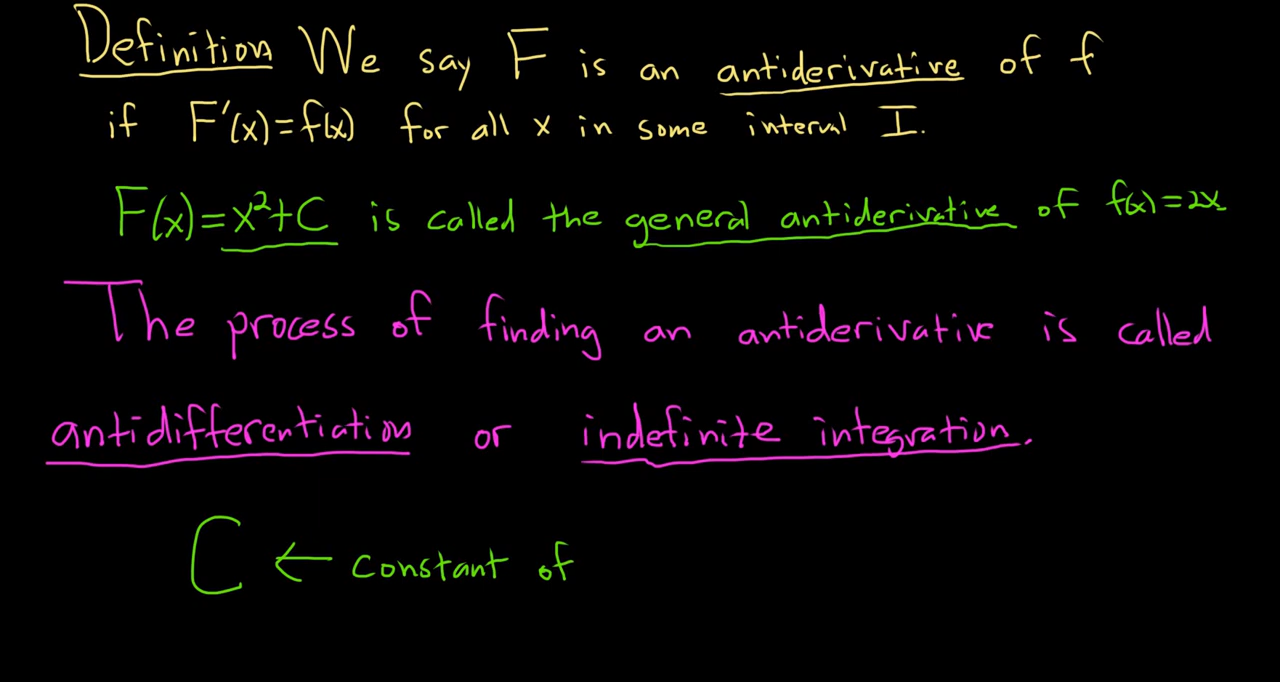 Definition We say F is an antiderivative of f
if F'(x)=f(x) for all x in some interval I.
F(x)=x²+C is called the general antiderivative of f(x)=2x
The process of finding an antiderivative is called
antidifferentiation or indefinite integration.
C ← constant of